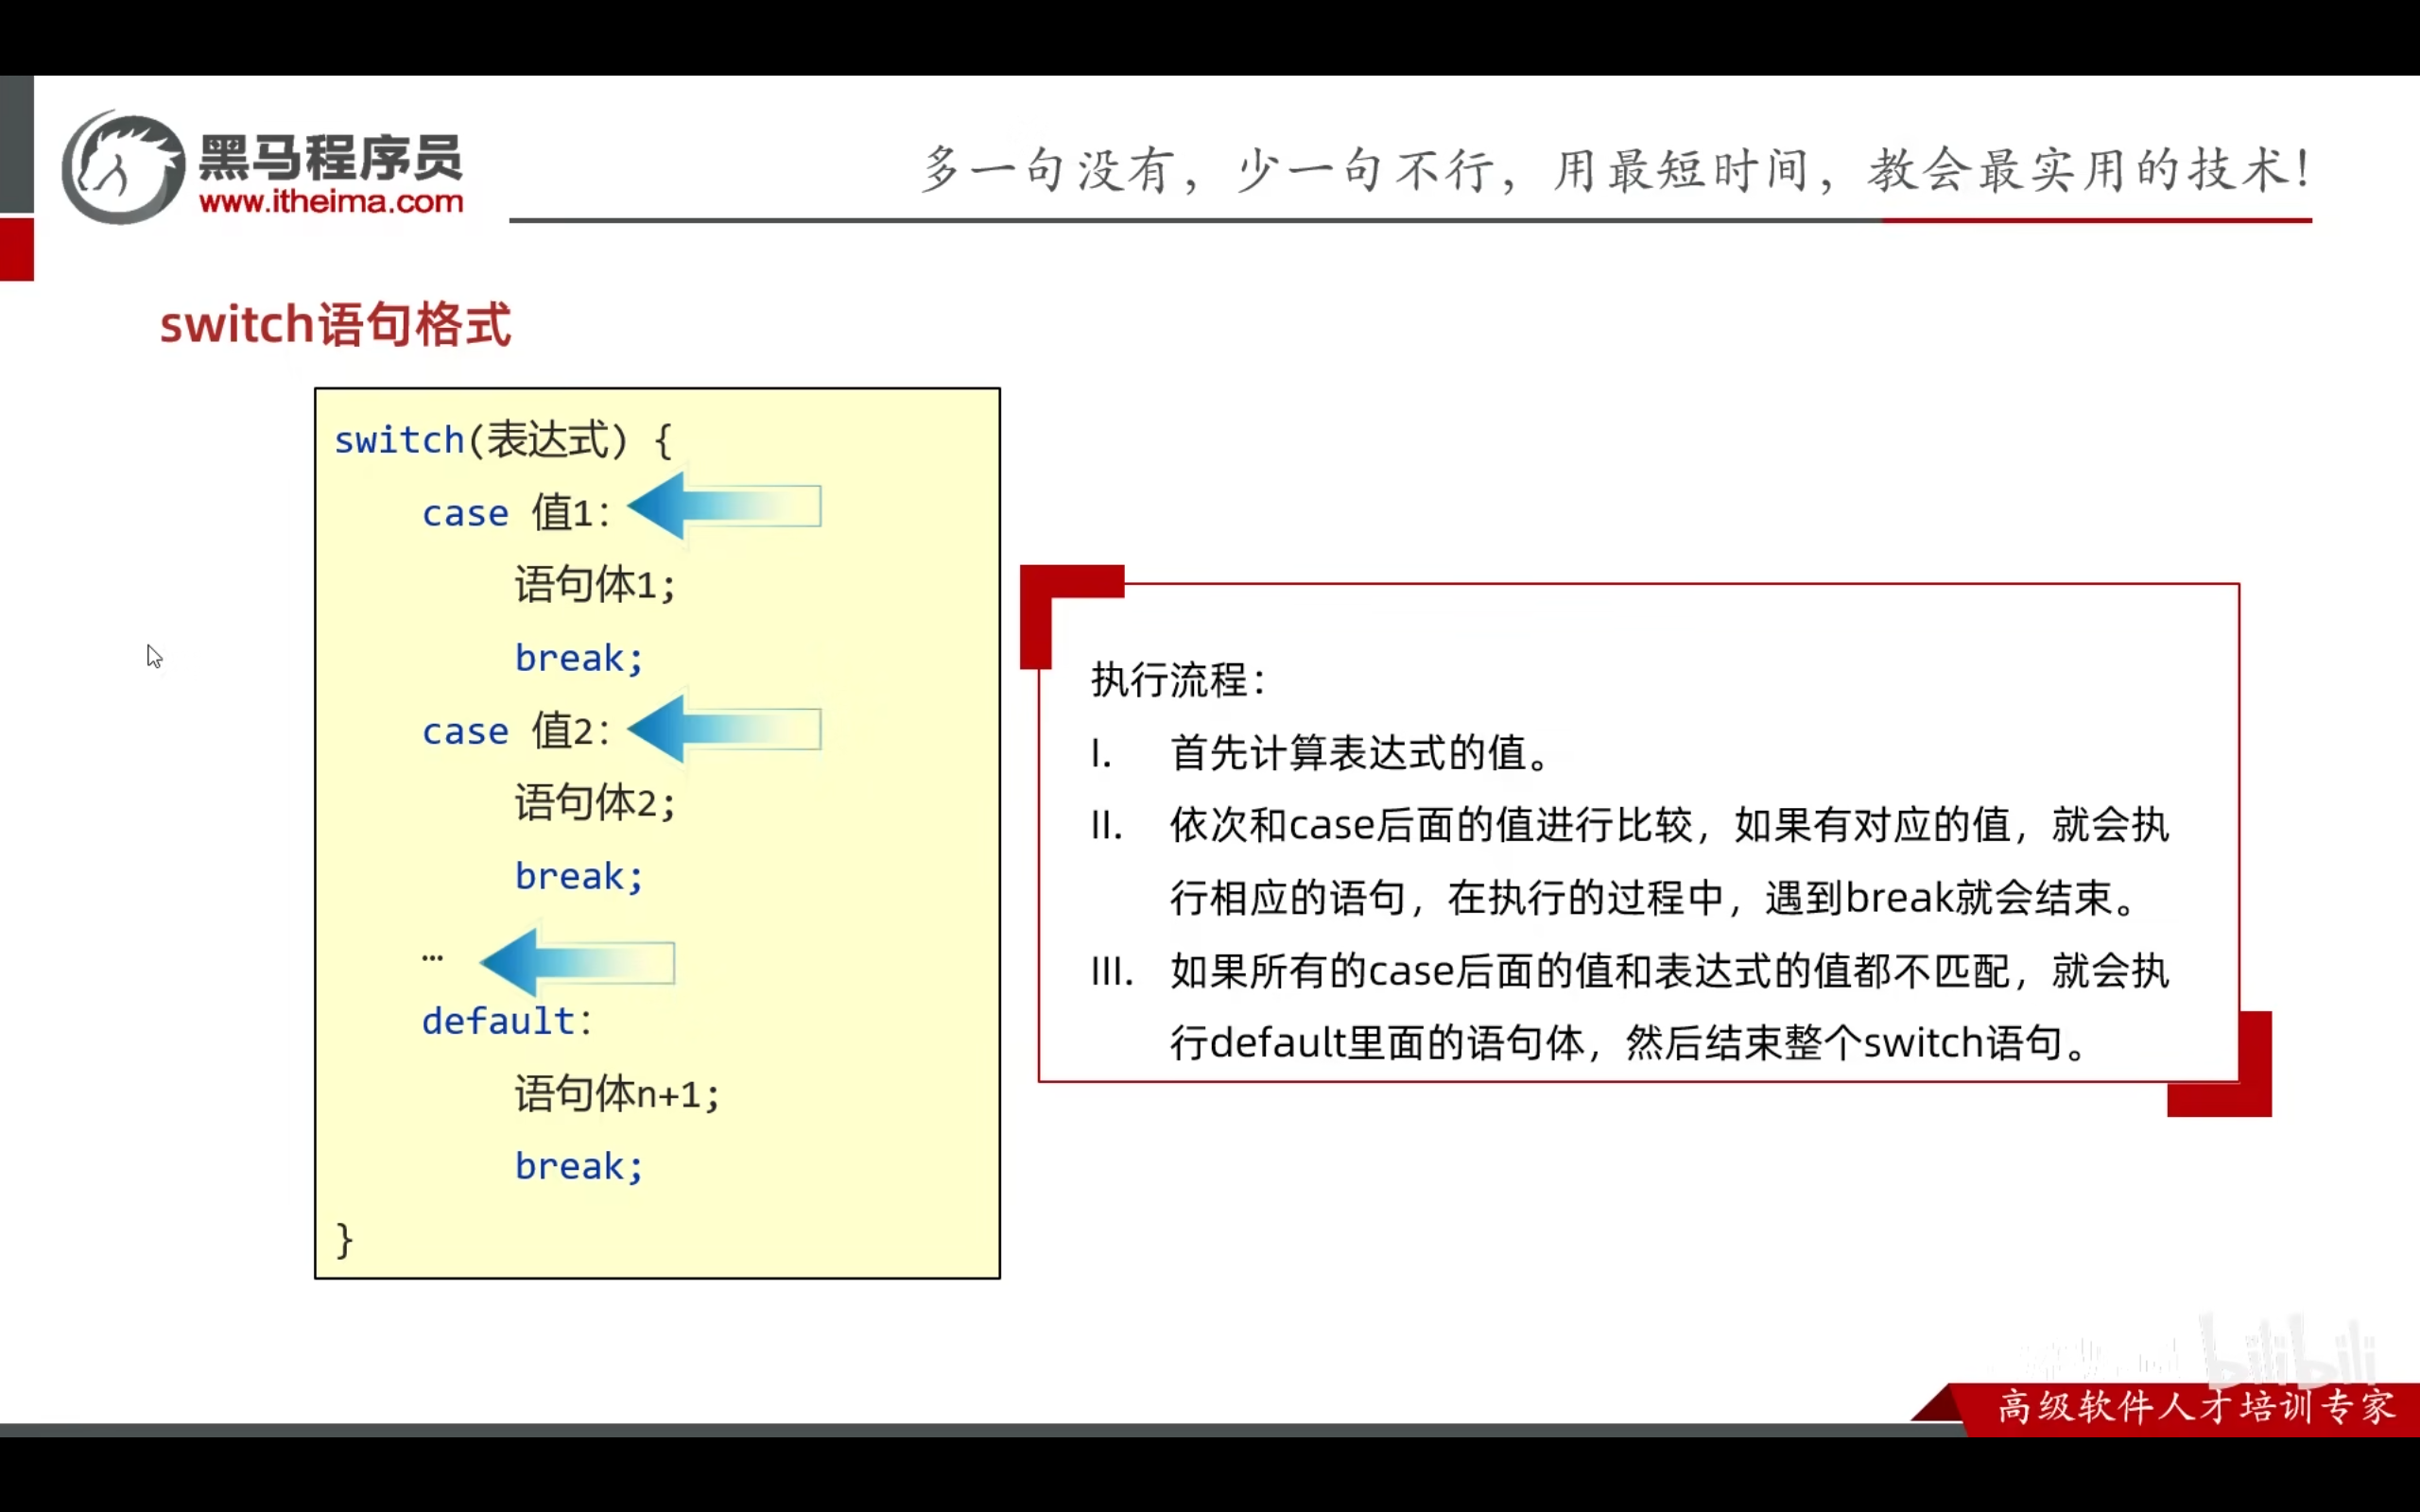 黑马程序员
www.itheima.com
多一句没有，少一句不行，用最短时间，教会最实用的技术！
switch语句格式
switch(表达式) {
case 值1:
语句体1;
break;
case 值2:
语句体2;
break;
…
default:
语句体n+1;
break;
}
执行流程：
I. 首先计算表达式的值。
II. 依次和case后面的值进行比较，如果有对应的值，就会执
行相应的语句，在执行的过程中，遇到break就会结束。
III. 如果所有的case后面的值和表达式的值都不匹配，就会执
行default里面的语句体，然后结束整个switch语句。
bilibili
高级软件人才培训专家